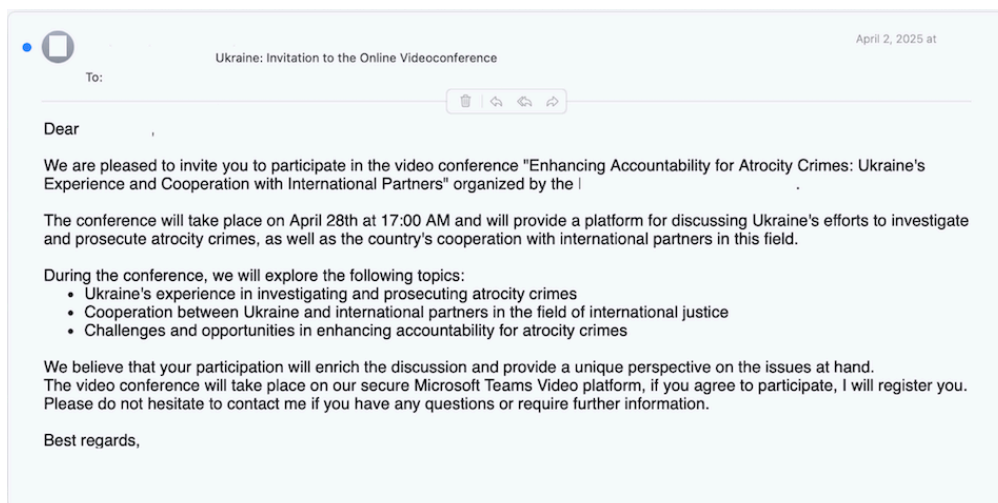 April 2, 2025 at
Ukraine: Invitation to the Online Videoconference
To:
Dear ,
We are pleased to invite you to participate in the video conference "Enhancing Accountability for Atrocity Crimes: Ukraine's
Experience and Cooperation with International Partners" organized by the .
The conference will take place on April 28th at 17:00 AM and will provide a platform for discussing Ukraine's efforts to investigate
and prosecute atrocity crimes, as well as the country's cooperation with international partners in this field.
During the conference, we will explore the following topics:
• Ukraine's experience in investigating and prosecuting atrocity crimes
• Cooperation between Ukraine and international partners in the field of international justice
• Challenges and opportunities in enhancing accountability for atrocity crimes
We believe that your participation will enrich the discussion and provide a unique perspective on the issues at hand.
The video conference will take place on our secure Microsoft Teams Video platform, if you agree to participate, I will register you.
Please do not hesitate to contact me if you have any questions or require further information.
Best regards,